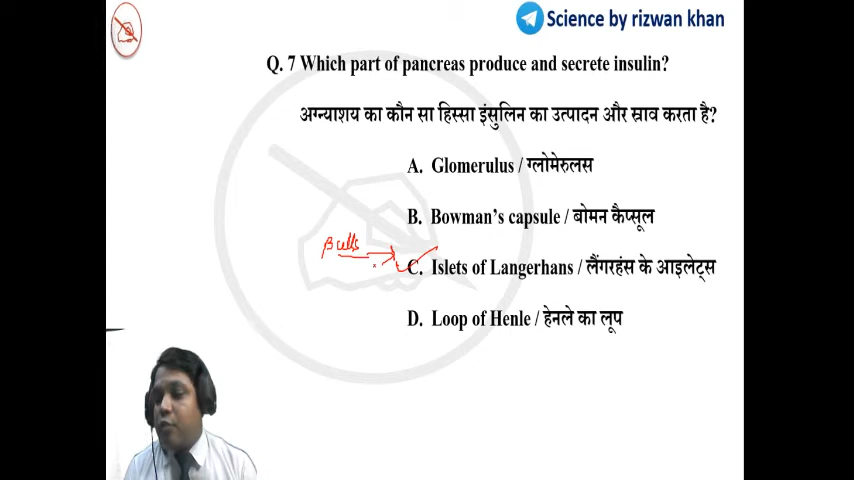 Science by rizwan khan
Q. 7 Which part of pancreas produce and secrete insulin?
अग्न्याशय का कौन सा हिस्सा इंसुलिन का उत्पादन और स्राव करता है?
A. Glomerulus / ग्लोमेरुलस
B. Bowman's capsule / बोमन कैप्सूल
β cells
C. Islets of Langerhans / लैंगरहंस के आइलेट्स
D. Loop of Henle / हेनले का लूप